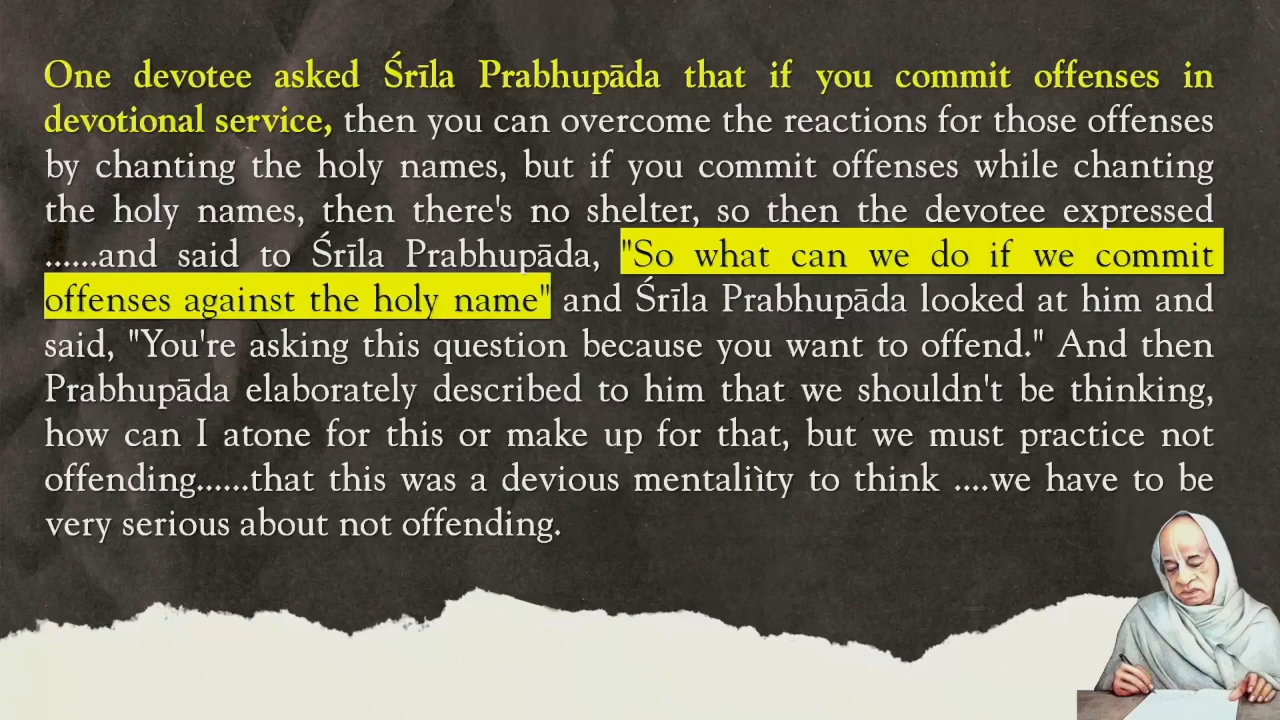 One devotee asked Śrīla Prabhupāda that if you commit offenses in
devotional service, then you can overcome the reactions for those offenses
by chanting the holy names, but if you commit offenses while chanting
the holy names, then there's no shelter, so then the devotee expressed
......and said to Śrīla Prabhupāda, "So what can we do if we commit
offenses against the holy name" and Śrīla Prabhupāda looked at him and
said, "You're asking this question because you want to offend." And then
Prabhupāda elaborately described to him that we shouldn't be thinking,
how can I atone for this or make up for that, but we must practice not
offending......that this was a devious mentaliìty to think ....we have to be
very serious about not offending.